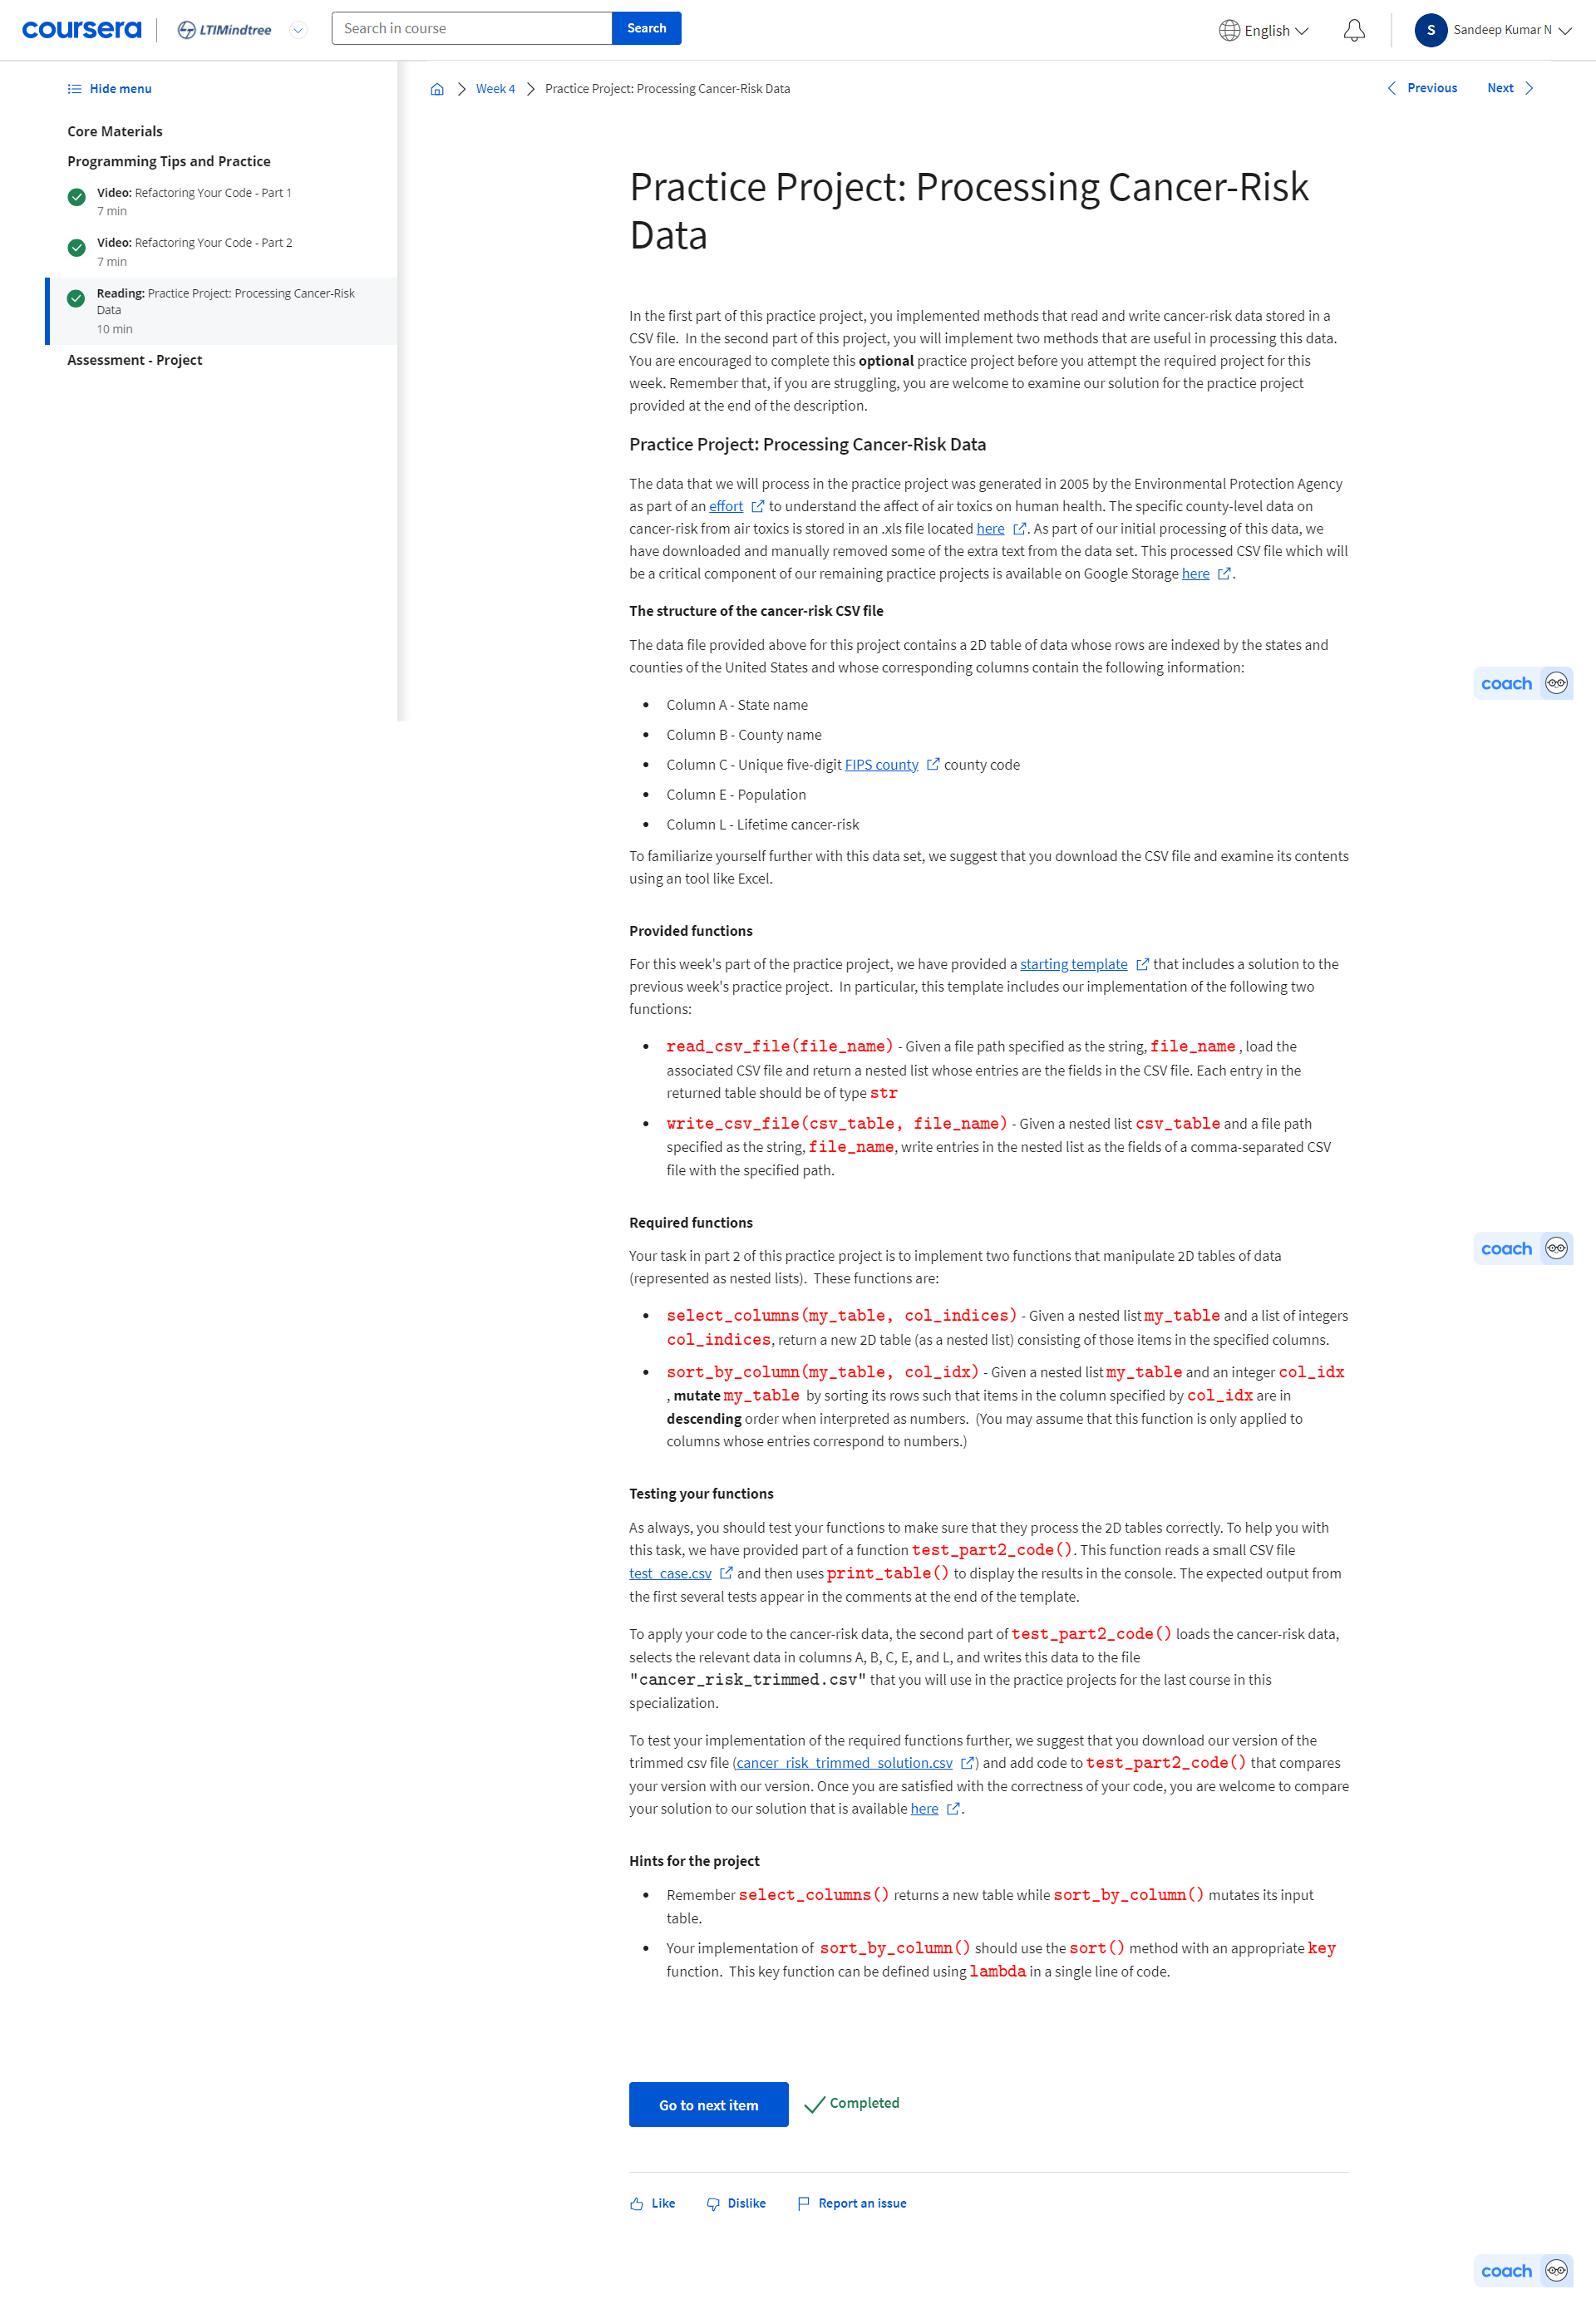 coursera
LTIMindtree
Search in course
Search
English
S
Sandeep Kumar N
Hide menu
Core Materials
Programming Tips and Practice
Video: Refactoring Your Code - Part 1
7 min
Video: Refactoring Your Code - Part 2
7 min
Reading: Practice Project: Processing Cancer-Risk
Data
10 min
Assessment - Project
Week 4
Practice Project: Processing Cancer-Risk Data
Previous
Next
Practice Project: Processing Cancer-Risk
Data
In the first part of this practice project, you implemented methods that read and write cancer-risk data stored in a
CSV file. In the second part of this project, you will implement two methods that are useful in processing this data.
You are encouraged to complete this optional practice project before you attempt the required project for this
week. Remember that, if you are struggling, you are welcome to examine our solution for the practice project
provided at the end of the description.
Practice Project: Processing Cancer-Risk Data
The data that we will process in the practice project was generated in 2005 by the Environmental Protection Agency
as part of an effort to understand the affect of air toxics on human health. The specific county-level data on
cancer-risk from air toxics is stored in an .xls file located here. As part of our initial processing of this data, we
have downloaded and manually removed some of the extra text from the data set. This processed CSV file which will
be a critical component of our remaining practice projects is available on Google Storage here.
The structure of the cancer-risk CSV file
The data file provided above for this project contains a 2D table of data whose rows are indexed by the states and
counties of the United States and whose corresponding columns contain the following information:
• Column A - State name
• Column B - County name
• Column C - Unique five-digit FIPS county county code
• Column E - Population
• Column L - Lifetime cancer-risk
To familiarize yourself further with this data set, we suggest that you download the CSV file and examine its contents
using an tool like Excel.
Provided functions
For this week's part of the practice project, we have provided a starting template that includes a solution to the
previous week's practice project. In particular, this template includes our implementation of the following two
functions:
• read_csv_file(file_name) - Given a file path specified as the string, file_name , load the
associated CSV file and return a nested list whose entries are the fields in the CSV file. Each entry in the
returned table should be of type str
• write_csv_file(csv_table, file_name) - Given a nested list csv_table and a file path
specified as the string, file_name, write entries in the nested list as the fields of a comma-separated CSV
file with the specified path.
Required functions
Your task in part 2 of this practice project is to implement two functions that manipulate 2D tables of data
(represented as nested lists). These functions are:
• select_columns(my_table, col_indices) - Given a nested list my_table and a list of integers
col_indices, return a new 2D table (as a nested list) consisting of those items in the specified columns.
• sort_by_column(my_table, col_idx) - Given a nested list my_table and an integer col_idx
, mutate my_table by sorting its rows such that items in the column specified by col_idx are in
descending order when interpreted as numbers. (You may assume that this function is only applied to
columns whose entries correspond to numbers.)
Testing your functions
As always, you should test your functions to make sure that they process the 2D tables correctly. To help you with
this task, we have provided part of a function test_part2_code(). This function reads a small CSV file
test_case.csv and then uses print_table() to display the results in the console. The expected output from
the first several tests appear in the comments at the end of the template.
To apply your code to the cancer-risk data, the second part of test_part2_code() loads the cancer-risk data,
selects the relevant data in columns A, B, C, E, and L, and writes this data to the file
"cancer_risk_trimmed.csv" that you will use in the practice projects for the last course in this
specialization.
To test your implementation of the required functions further, we suggest that you download our version of the
trimmed csv file (cancer_risk_trimmed_solution.csv) and add code to test_part2_code() that compares
your version with our version. Once you are satisfied with the correctness of your code, you are welcome to compare
your solution to our solution that is available here.
Hints for the project
• Remember select_columns() returns a new table while sort_by_column() mutates its input
table.
• Your implementation of sort_by_column() should use the sort() method with an appropriate key
function. This key function can be defined using lambda in a single line of code.
Go to next item
Completed
Like
Dislike
Report an issue
coach
coach
coach